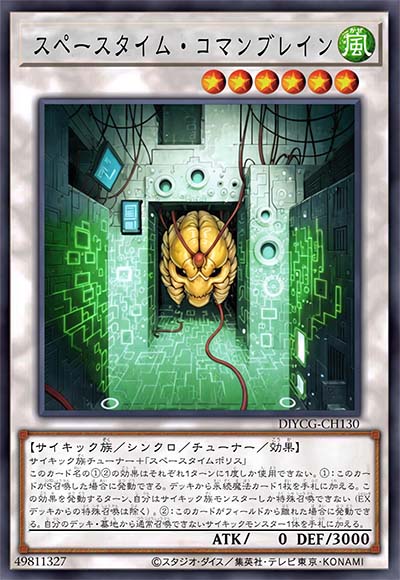 スペースタイム・コマンブレイン
風
DIYCG-CH130
【サイキック族／シンクロ／チューナー／効果】
サイキック族チューナー＋「スペースタイムポリス」
このカード名の①②の効果はそれぞれ1ターンに1度しか使用できない。①：このカー
ドがS召喚した場合に発動できる。デッキから永続魔法カード1枚を手札に加える。こ
の効果を発動するターン、自分はサイキック族モンスターしか特殊召喚できない（EX
デッキからの特殊召喚は除く）。②：このカードがフィールドから離れた場合に発動で
きる。自分のデッキ・墓地から通常召喚できないサイキックモンスター1体を手札に加える。
ATK/ 0 DEF/3000
49811327
©スタジオ・ダイス／集英社・テレビ東京・KONAMI